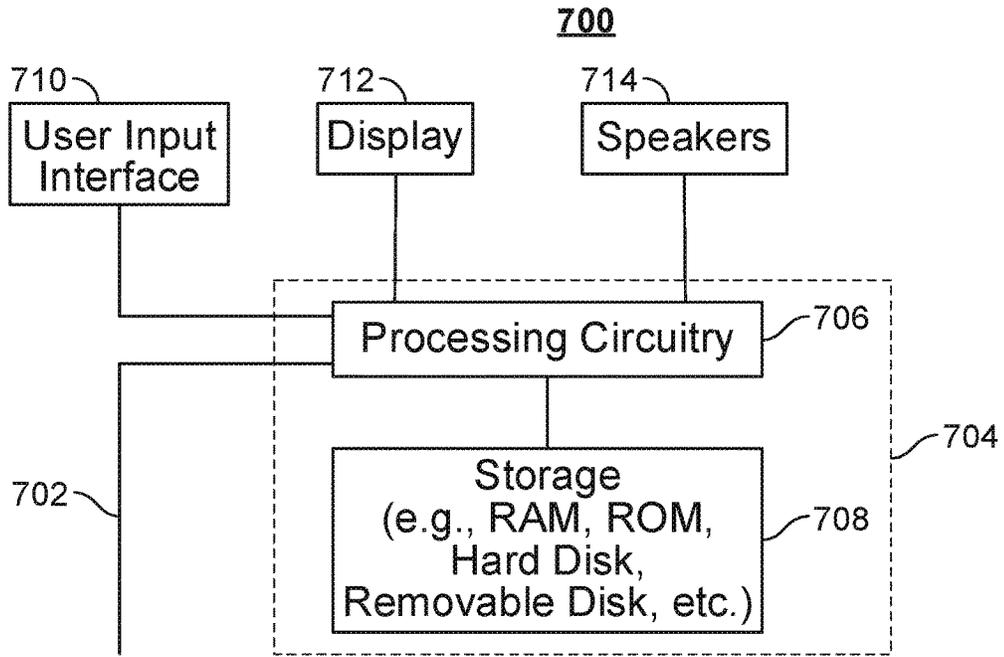 700
710
712
714
User Input
Interface
Display
Speakers
Processing Circuitry
706
704
702
Storage
(e.g., RAM, ROM,
Hard Disk,
Removable Disk, etc.)
708